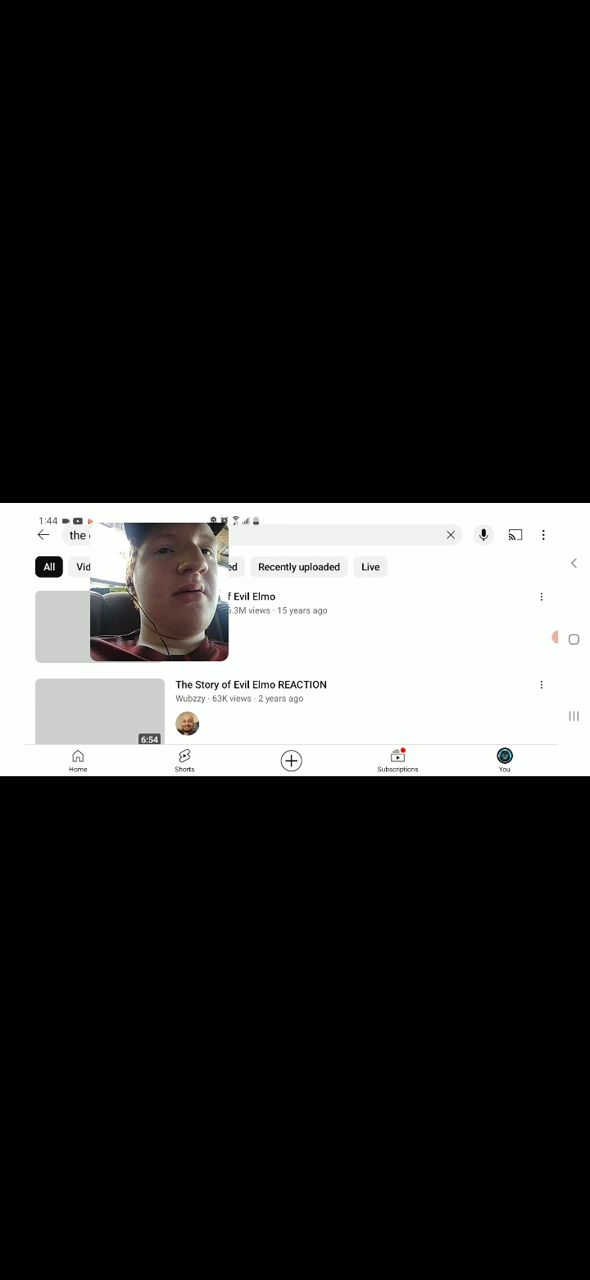 1:44
the
All Vid ed Recently uploaded Live
f Evil Elmo
.3M views · 15 years ago
The Story of Evil Elmo REACTION
Wubzzy · 63K views · 2 years ago
6:54
Home Shorts Subscriptions You